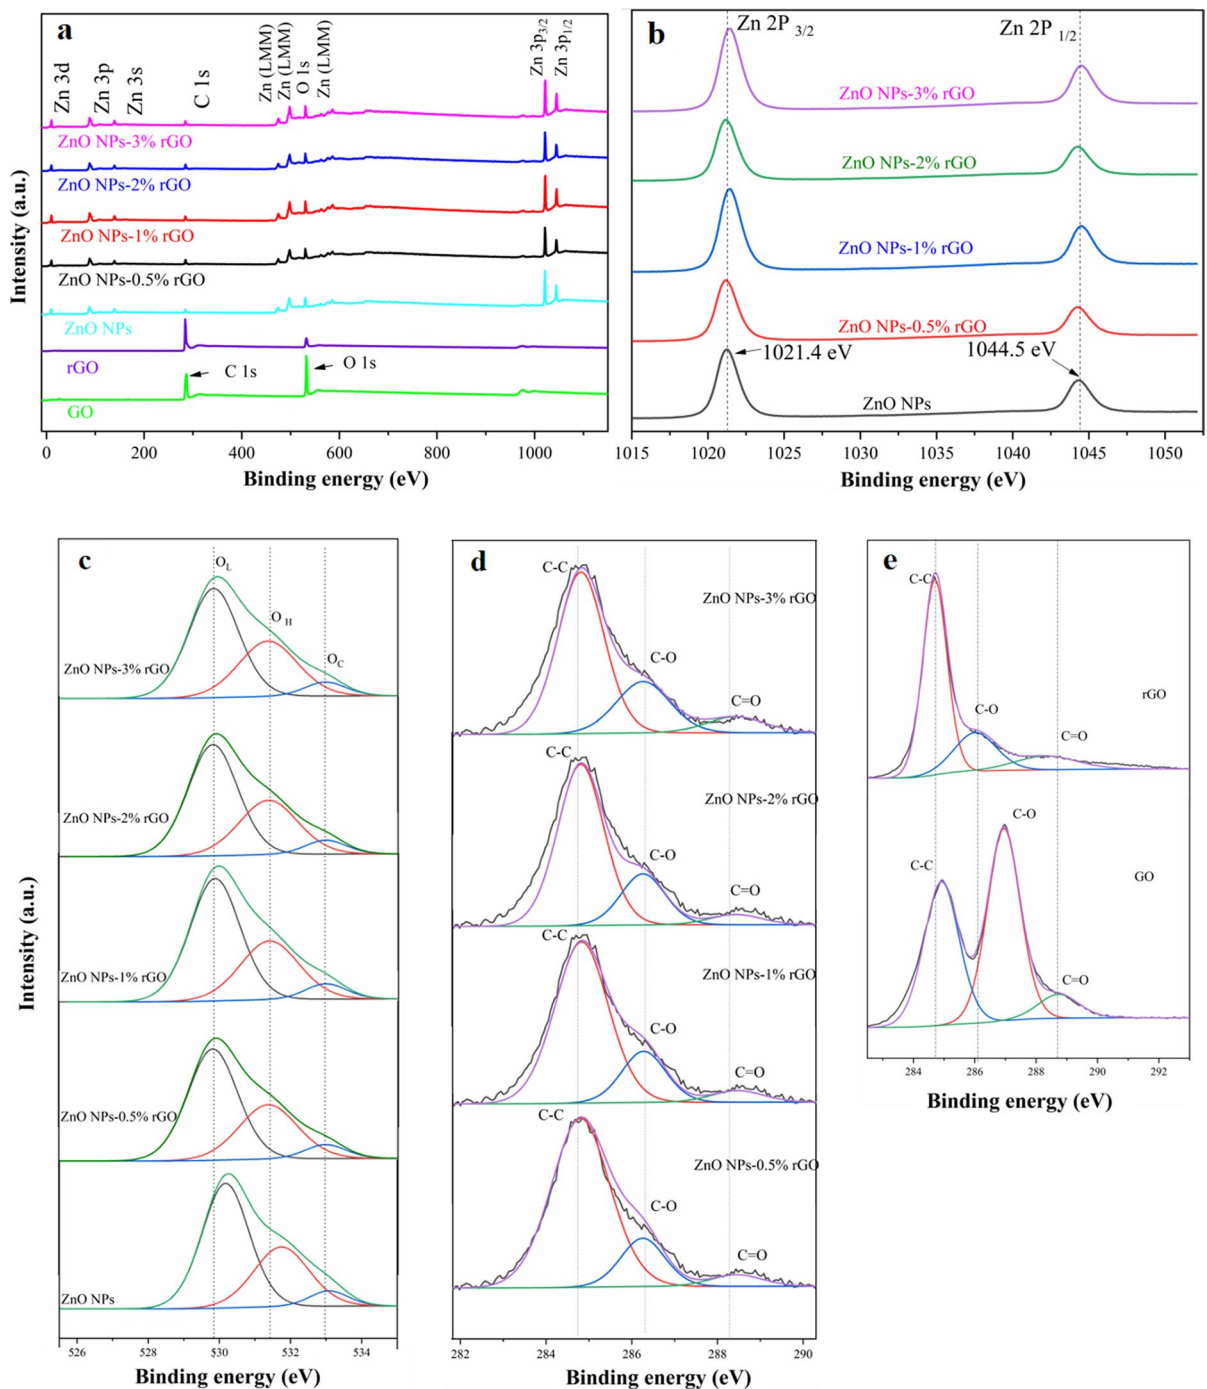 a
Zn 3d
Zn 3p
Zn 3s
C 1s
Zn (LMM)
Zn (LMM)
O 1s
Zn (LMM)
Zn 3p3/2
Zn 3p1/2
ZnO NPs-3% rGO
ZnO NPs-2% rGO
ZnO NPs-1% rGO
ZnO NPs-0.5% rGO
ZnO NPs
rGO
C 1s
O 1s
GO
0 200 400 600 800 1000
Binding energy (eV)
Intensity (a.u.)
b
Zn 2P 3/2
Zn 2P 1/2
ZnO NPs-3% rGO
ZnO NPs-2% rGO
ZnO NPs-1% rGO
ZnO NPs-0.5% rGO
1021.4 eV
1044.5 eV
ZnO NPs
1015 1020 1025 1030 1035 1040 1045 1050
Binding energy (eV)
c
OL
O H
OC
ZnO NPs-3% rGO
ZnO NPs-2% rGO
ZnO NPs-1% rGO
ZnO NPs-0.5% rGO
ZnO NPs
526 528 530 532 534
Binding energy (eV)
Intensity (a.u.)
d
C-C
ZnO NPs-3% rGO
C-O
C=O
C-C
ZnO NPs-2% rGO
C-O
C=O
C-C
ZnO NPs-1% rGO
C-O
C=O
C-C
ZnO NPs-0.5% rGO
C-O
C=O
282 284 286 288 290
Binding energy (eV)
e
C-C
rGO
C-O
C=O
C-O
C-C
GO
C=O
284 286 288 290 292
Binding energy (eV)